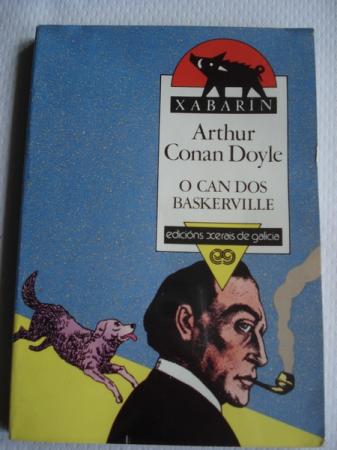 XABARIN
Arthur
Conan Doyle
O CAN DOS
BASKERVILLE
edicións xerais de galicia